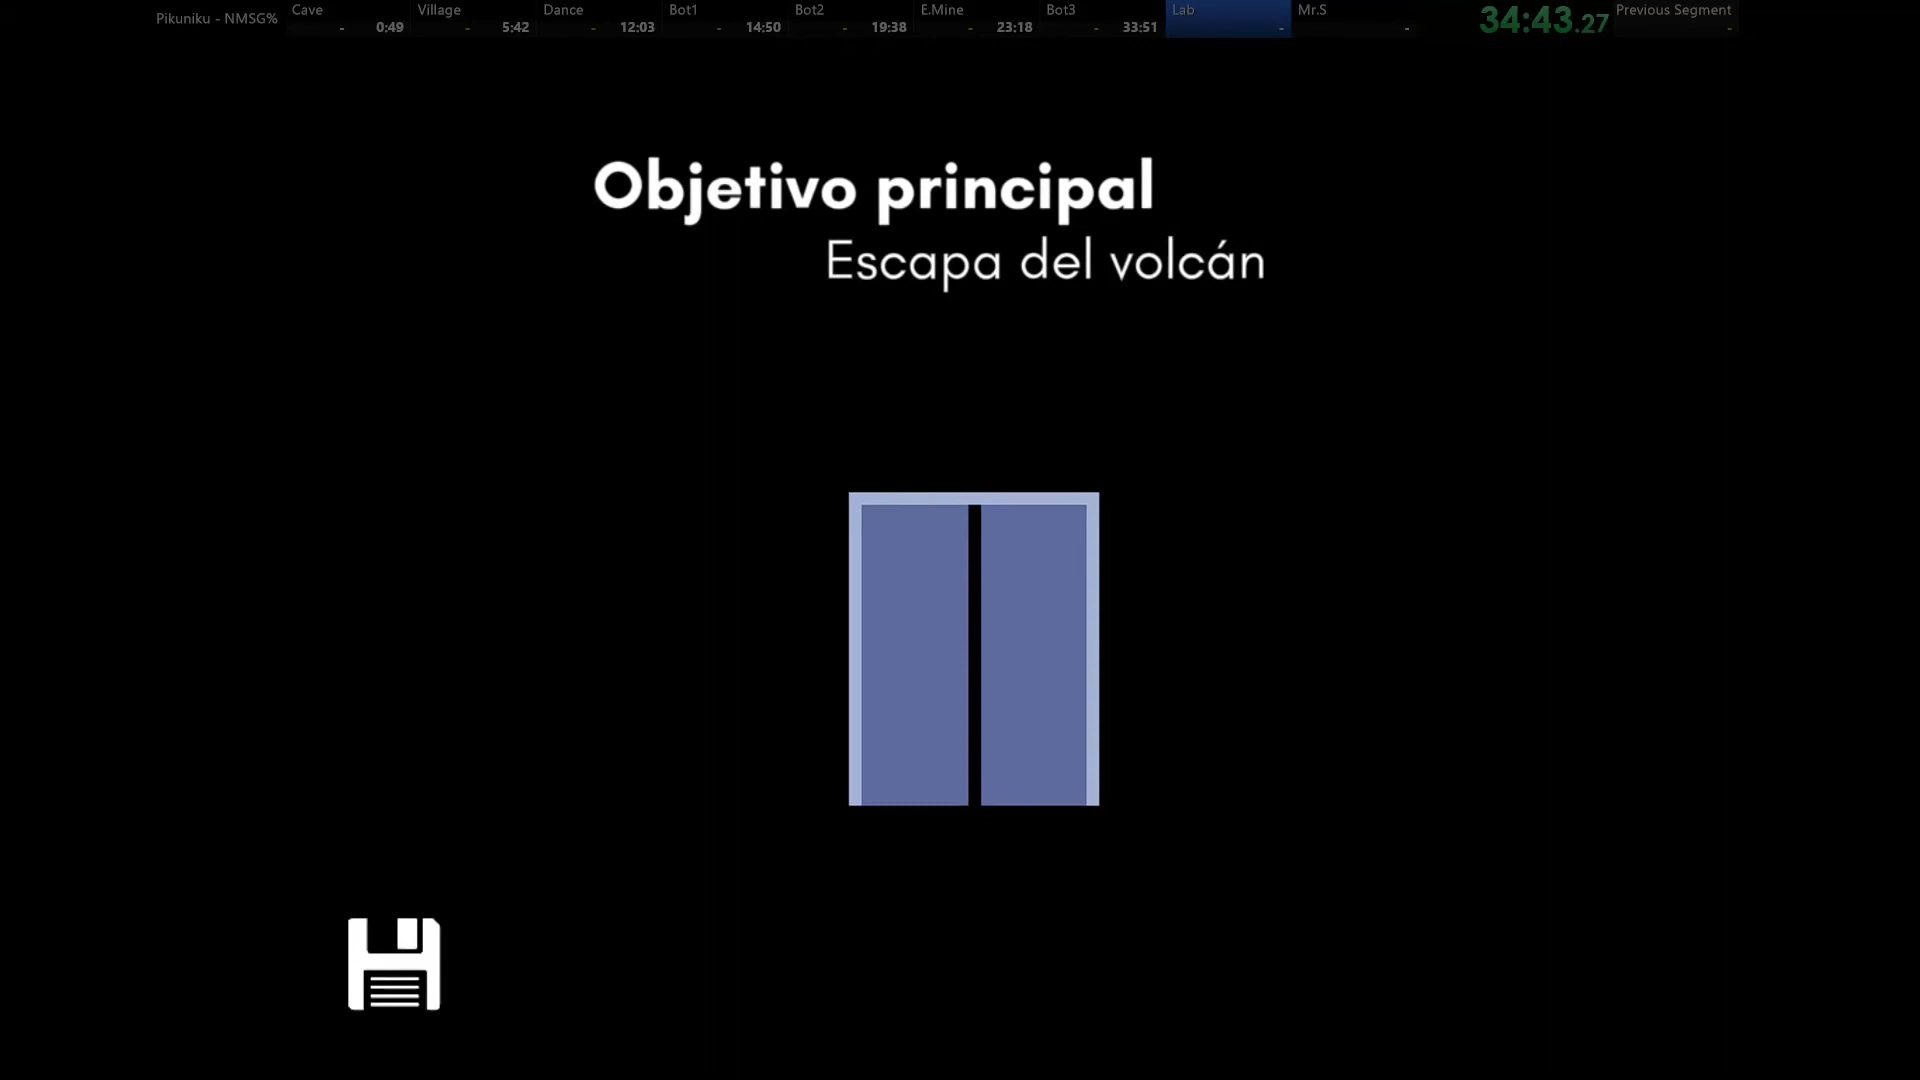 Pikuniku - NMSG%
Cave
- 0:49
Village
- 5:42
Dance
- 12:03
Bot1
- 14:50
Bot2
- 19:38
E.Mine
- 23:18
Bot3
- 33:51
Lab
-
Mr.S
-
34:43.27
Previous Segment
-
Objetivo principal
Escapa del volcán